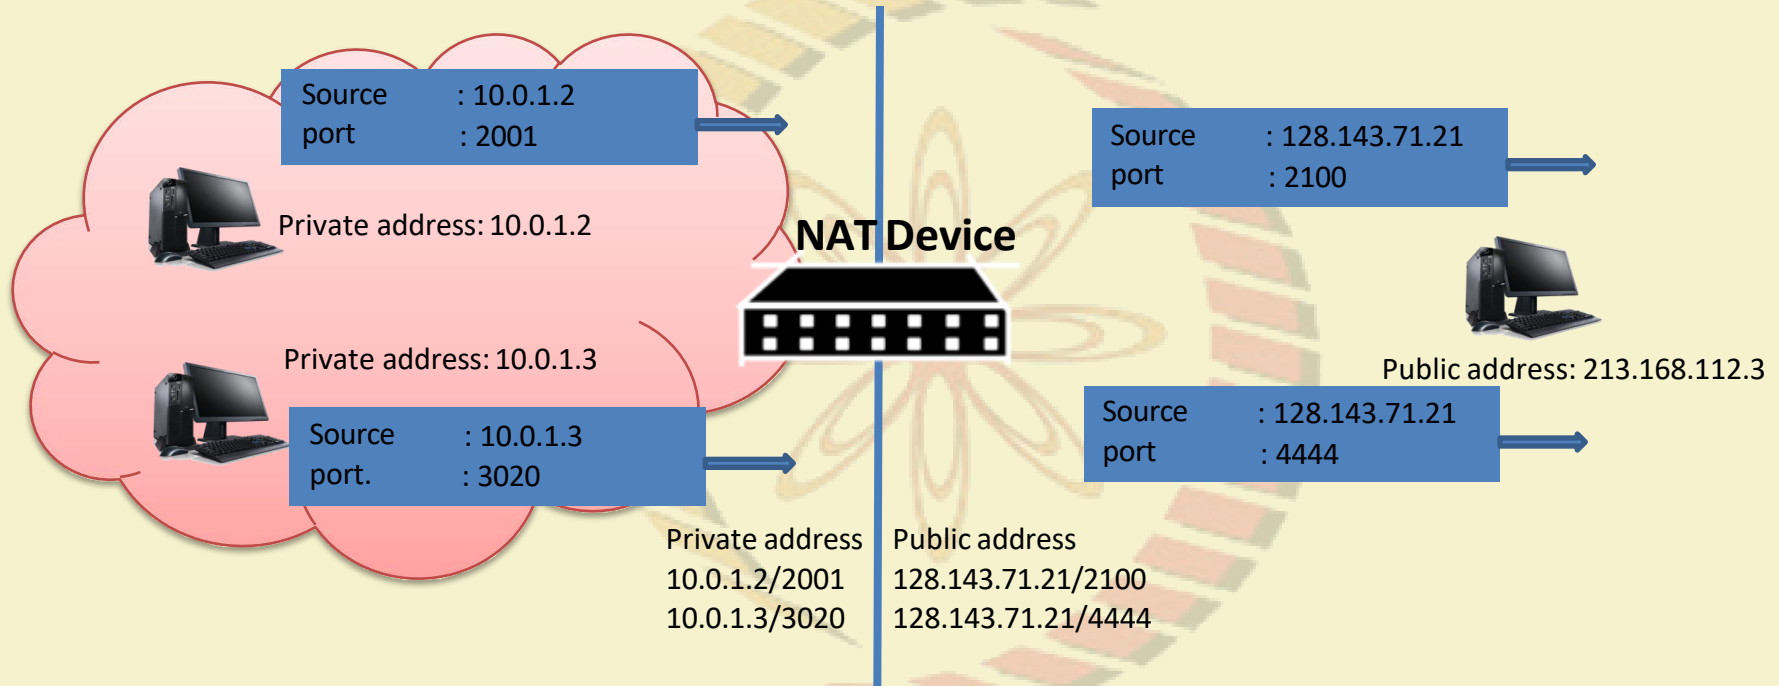 Source : 10.0.1.2
port : 2001
Private address: 10.0.1.2
Private address: 10.0.1.3
Source : 10.0.1.3
port. : 3020
NAT Device
Source : 128.143.71.21
port : 2100
Public address: 213.168.112.3
Source : 128.143.71.21
port : 4444
Private address Public address
10.0.1.2/2001 128.143.71.21/2100
10.0.1.3/3020 128.143.71.21/4444